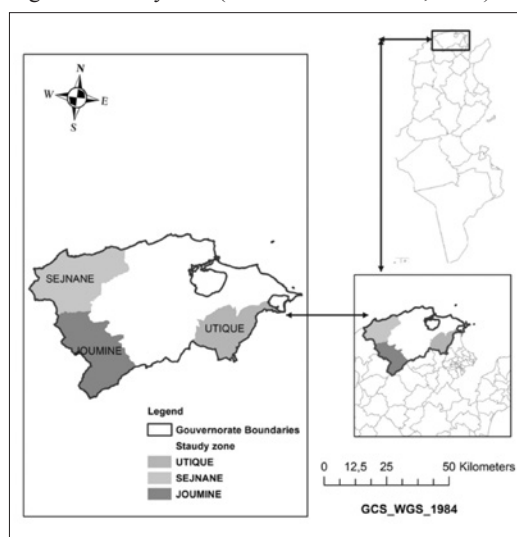 N
W E
S
SEJNANE
UTIQUE
JOUMINE
Legend
Gouvernorate Boundaries
Staudy zone
UTIQUE
SEJNANE
JOUMINE
0 12,5 25 50 Kilometers
GCS_WGS_1984